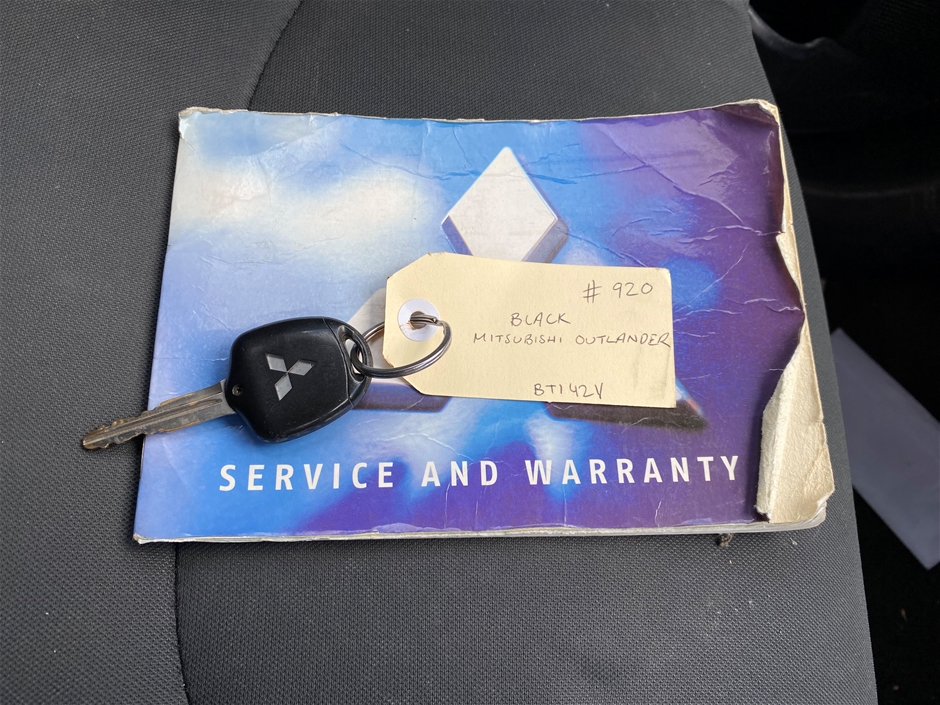 # 920
BLACK
MITSUBISHI OUTLANDER
BT142V
SERVICE AND WARRANTY